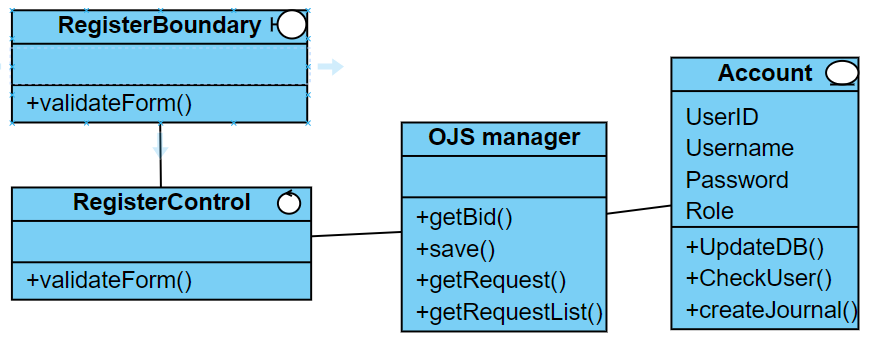 RegisterBoundary
+validateForm()
RegisterControl
+validateForm()
OJS manager
+getBid()
+save()
+getRequest()
+getRequestList()
Account
UserID
Username
Password
Role
+UpdateDB()
+CheckUser()
+createJournal()